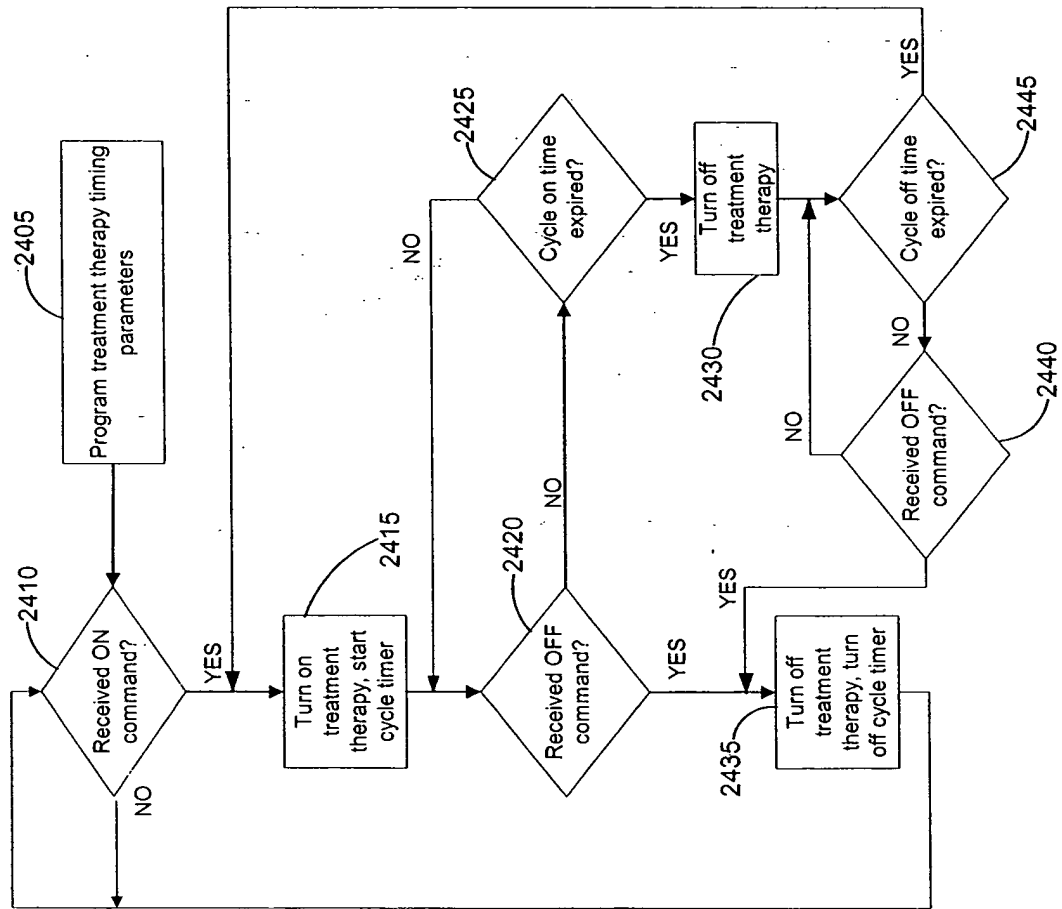 2405
Program treatment therapy timing
parameters
2410
Received ON
command?
YES
NO
2415
Turn on
treatment
therapy, start
cycle timer
2420
Received OFF
command?
NO
YES
2425
Cycle on time
expired?
NO
YES
2430
Turn off
treatment
therapy
2445
Cycle off time
expired?
YES
NO
2440
Received OFF
command?
NO
YES
2435
Turn off
treatment
therapy, turn
off cycle timer